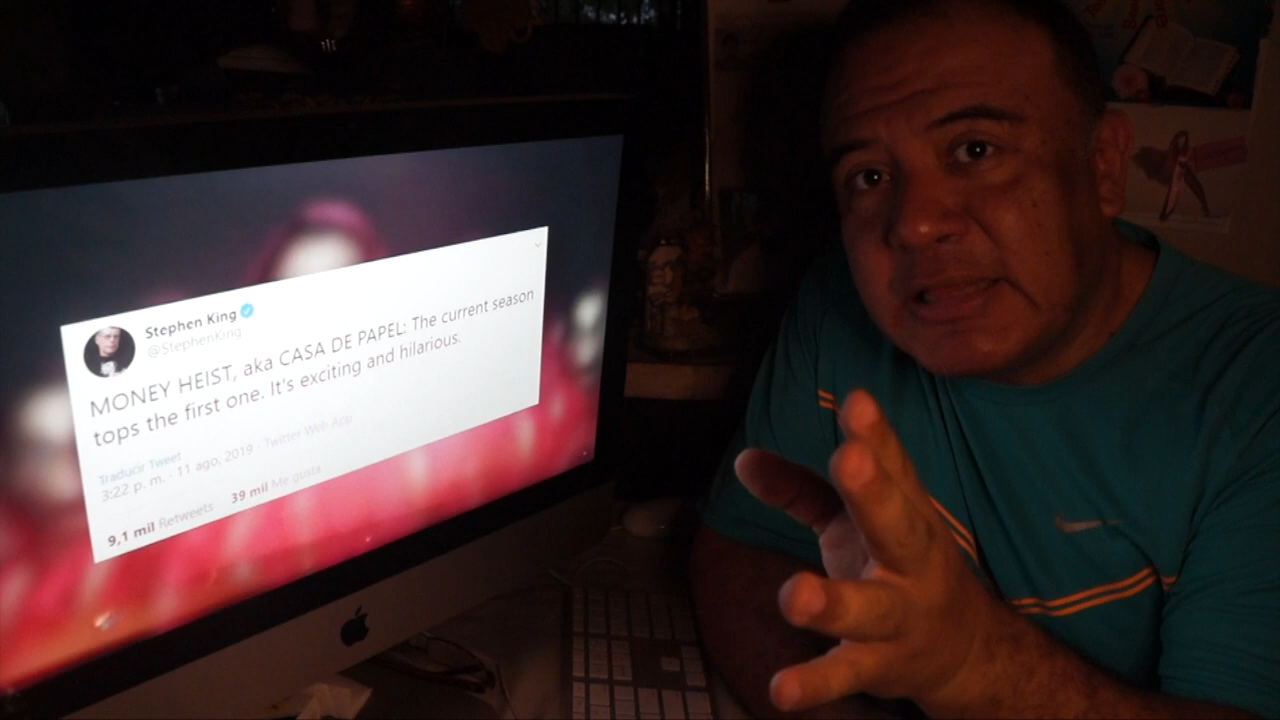 Stephen King
@StephenKing
MONEY HEIST, aka CASA DE PAPEL: The current season
tops the first one. It's exciting and hilarious.
Traducir Tweet
3:22 p. m. · 11 ago. 2019 · Twitter Web App
9,1 mil Retweets 39 mil Me gusta